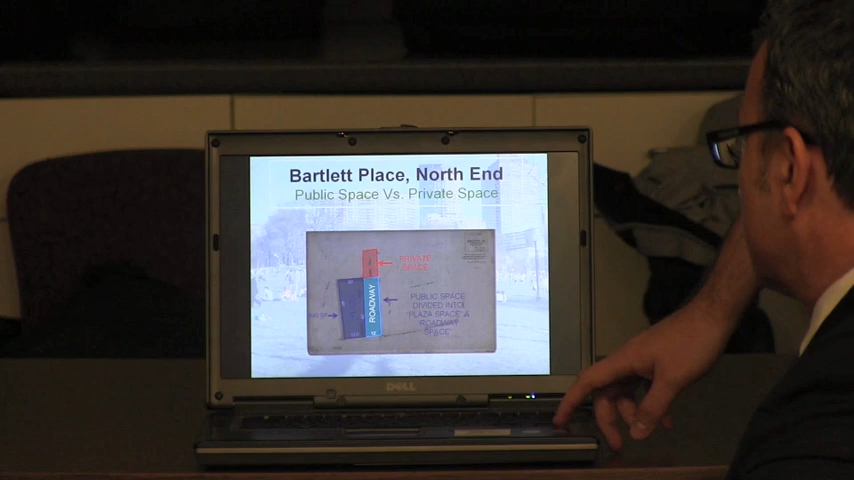 Bartlett Place, North End
Public Space Vs. Private Space
PRIVATE
SPACE
ROADWAY
PUBLIC SPACE
DIVIDED INTO
"PLAZA SPACE" &
ROADWAY
SPACE"
DELL